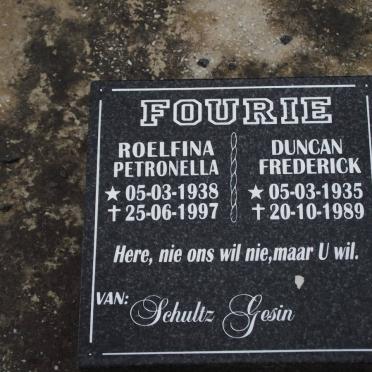 FOURIE
ROELFINA
PETRONELLA
★ 05-03-1938
✝ 25-06-1997
DUNCAN
FREDERICK
★ 05-03-1935
✝ 20-10-1989
Here, nie ons wil nie,maar U wil.
VAN:
Schultz Gesin